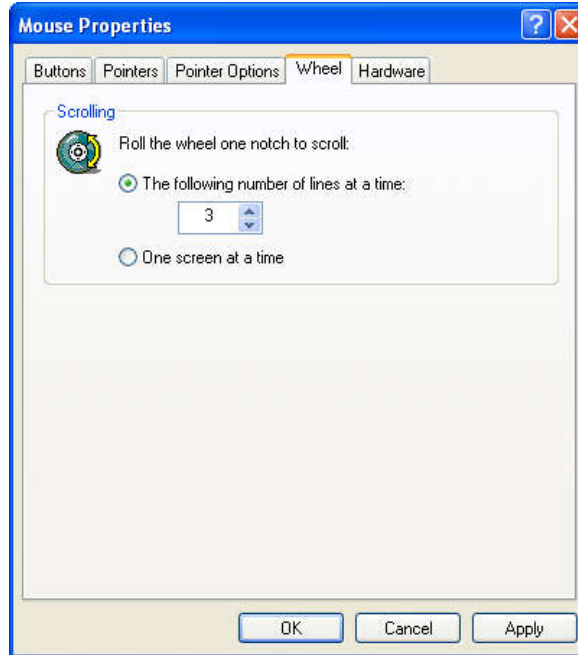 Mouse Properties
Buttons Pointers Pointer Options Wheel Hardware
Scrolling
Roll the wheel one notch to scroll:
The following number of lines at a time:
3
One screen at a time
OK Cancel Apply